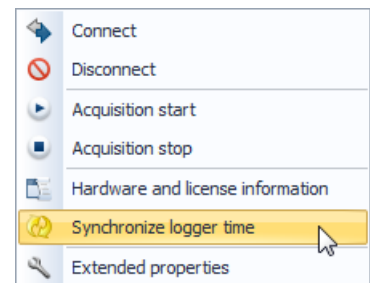 Connect
Disconnect
Acquisition start
Acquisition stop
Hardware and license information
Synchronize logger time
Extended properties